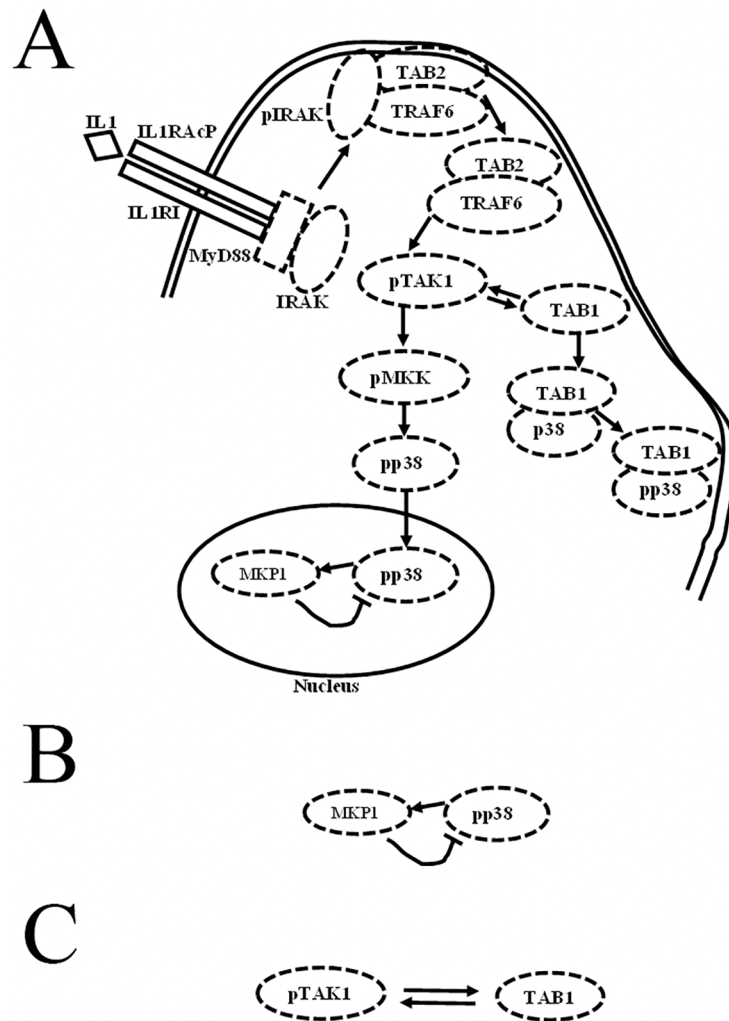 A
TAB2
pIRAK
TRAF6
IL1
IL1RAcP
TAB2
IL1RI
TRAF6
MyD88
IRAK
pTAK1
TAB1
pMKK
TAB1
p38
TAB1
pp38
pp38
MKP1
pp38
Nucleus
B
MKP1
pp38
C
pTAK1
TAB1